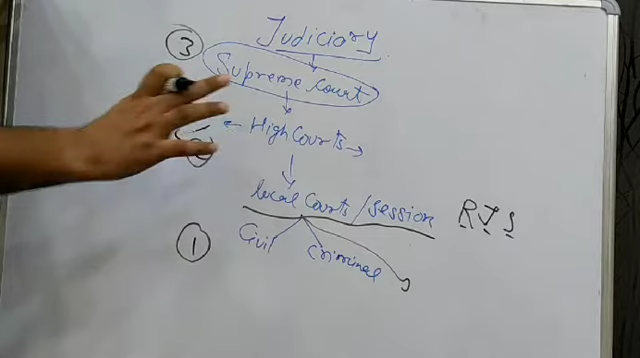 Judiciary
③ Supreme court
← High Courts →
local Courts / Session RJS
① Civil Criminal